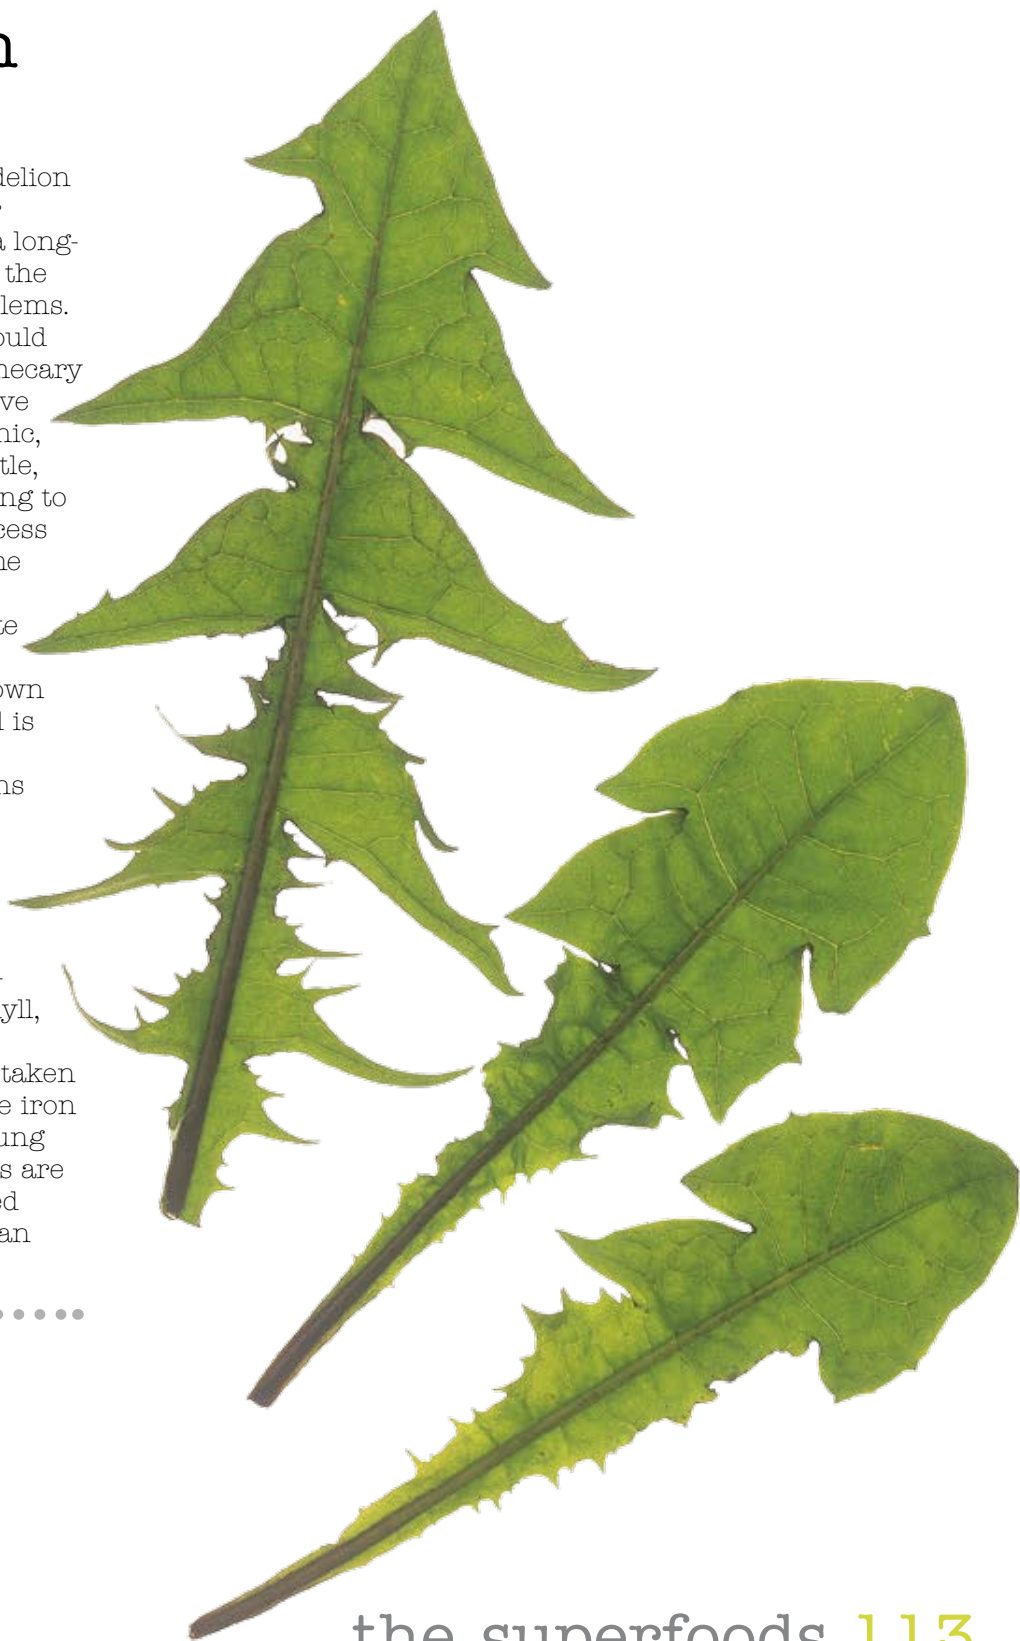 n
delion
a long-
the
lems.
ould
necary
ve
nic,
tle,
ng to
cess
ne
te
own
l is
ns
yll,
taken
e iron
ung
s are
ed
an
the superfoods 113